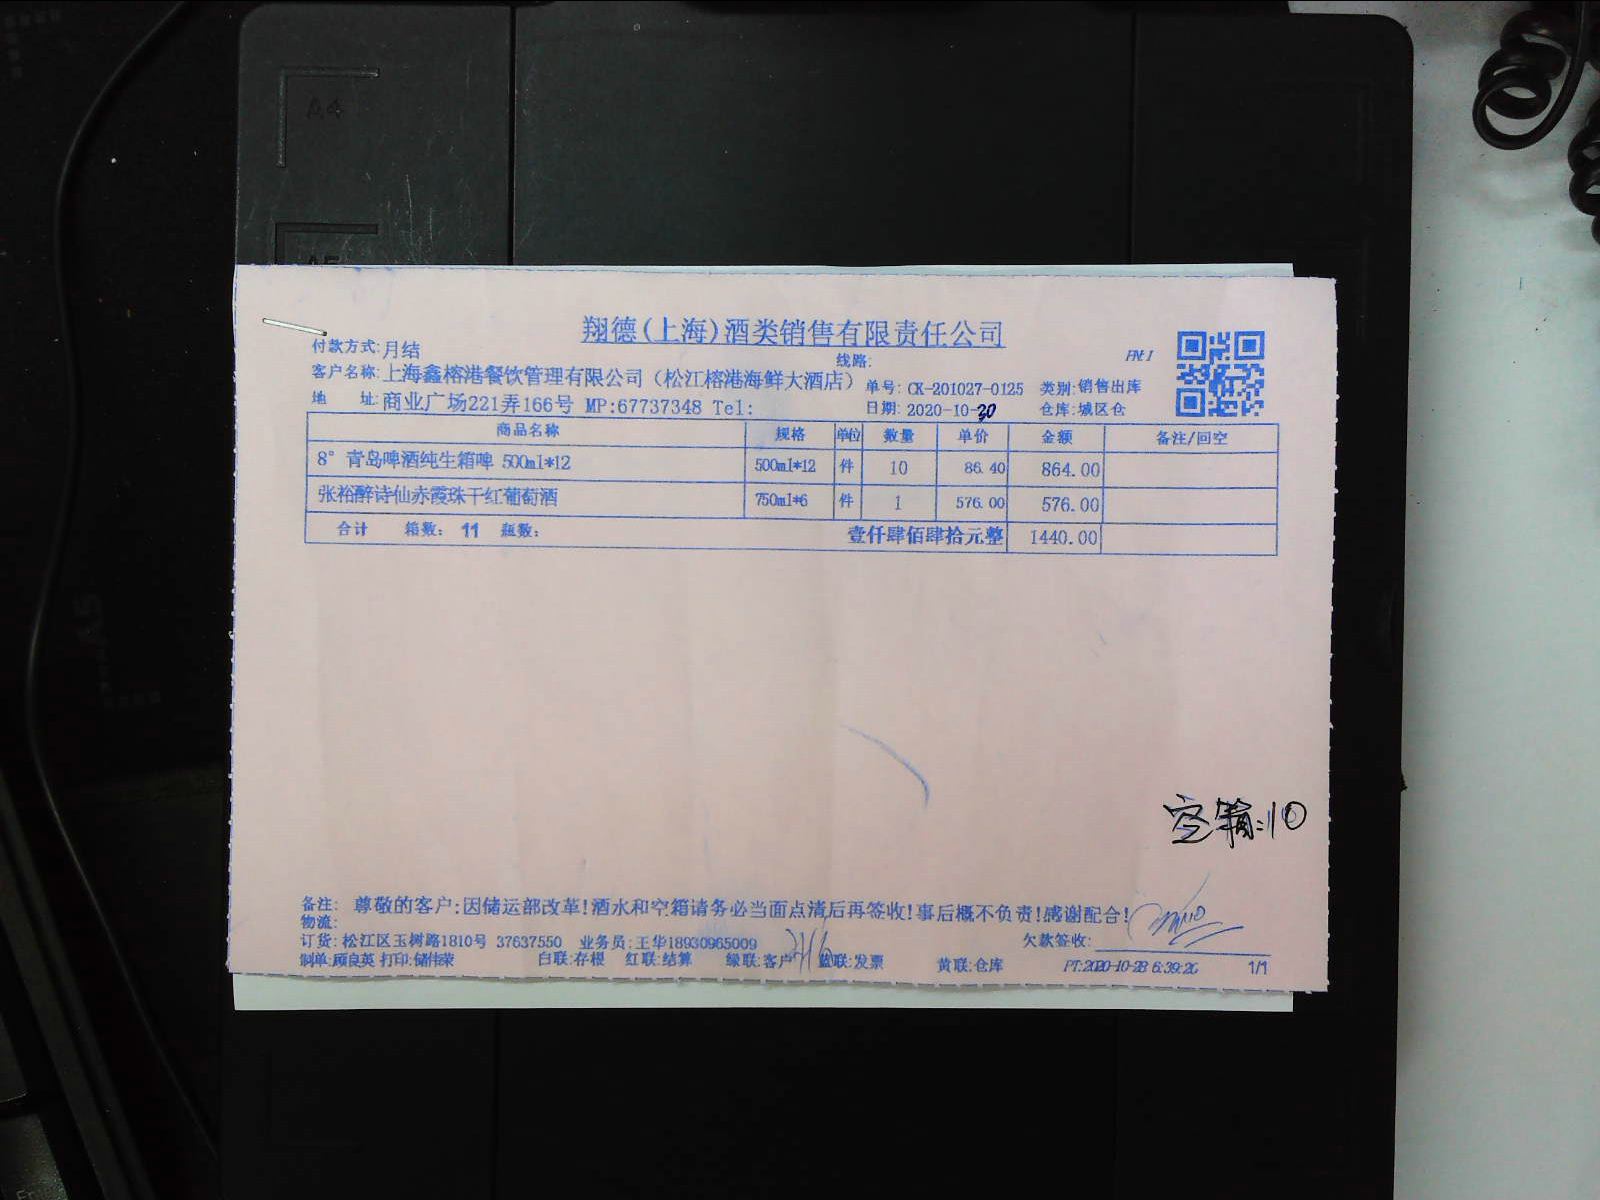 A4
A5
翔德(上海)酒类销售有限责任公司
付款方式:月结 线路:
客户名称:上海鑫榕港餐饮管理有限公司（松江榕港海鲜大酒店） 单号: CK-201027-0125 类别:销售出库
地 址:商业广场221弄166号 MP:67737348 Tel: 日期: 2020-10-30 仓库:城区仓
商品名称 规格 单位 数量 单价 金额 备注/回空
8° 青岛啤酒纯生箱啤 500ml*12 500ml*12 件 10 86.40 864.00
张裕醉诗仙赤霞珠干红葡萄酒 750ml*6 件 1 576.00 576.00
合计 箱数: 11 瓶数: 壹仟肆佰肆拾元整 1440.00
空箱:10
备注: 尊敬的客户:因储运部改革!酒水和空箱请务必当面点清后再签收!事后概不负责!感谢配合!
物流:
订货:松江区玉树路1810号 37637550 业务员:王华18930965009 欠款签收:
制单:顾良英 打印:储伟荣 白联:存根 红联:结算 绿联:客户 蓝联:发票 黄联:仓库 PT:2020-10-28 6:39:26 1/1